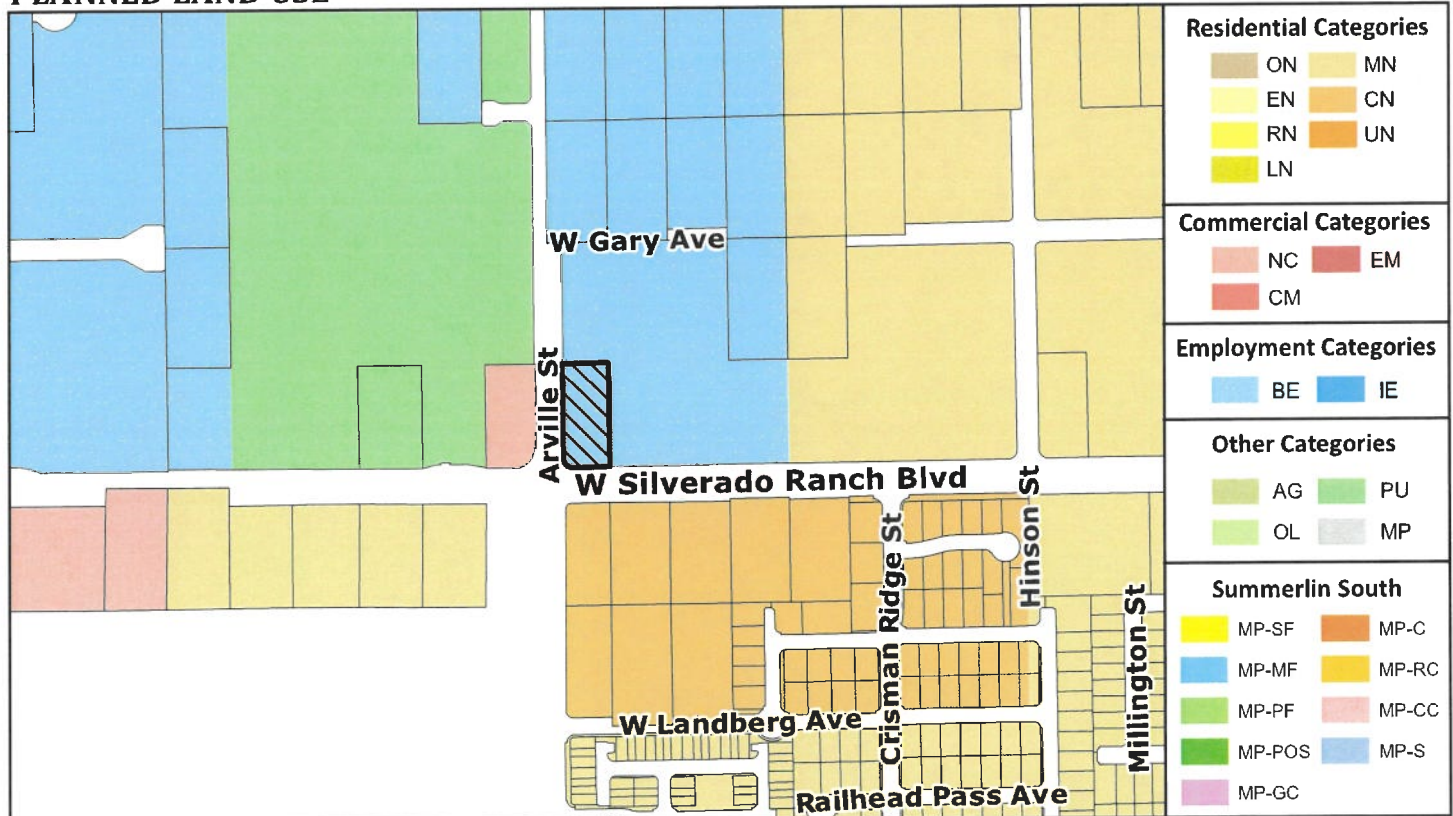 PLANNED LAND USE
W Gary Ave
Arville St
W Silverado Ranch Blvd
Crisman Ridge St
Hinson St
Millington St
W Landberg Ave
Railhead Pass Ave
Residential Categories
ON MN
EN CN
RN UN
LN
Commercial Categories
NC EM
CM
Employment Categories
BE IE
Other Categories
AG PU
OL MP
Summerlin South
MP-SF MP-C
MP-MF MP-RC
MP-PF MP-CC
MP-POS MP-S
MP-GC